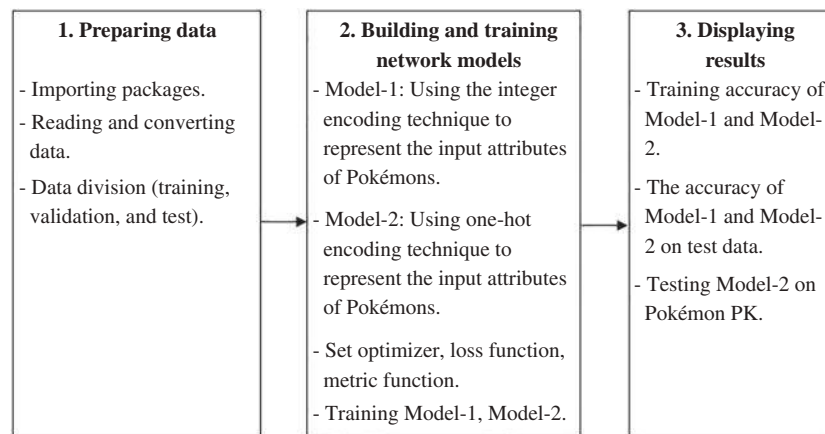 1. Preparing data
- Importing packages.
- Reading and converting
data.
- Data division (training,
validation, and test).
2. Building and training
network models
- Model-1: Using the integer
encoding technique to
represent the input attributes
of Pokémons.
- Model-2: Using one-hot
encoding technique to
represent the input attributes
of Pokémons.
- Set optimizer, loss function,
metric function.
- Training Model-1, Model-2.
3. Displaying
results
- Training accuracy of
Model-1 and Model-
2.
- The accuracy of
Model-1 and Model-
2 on test data.
- Testing Model-2 on
Pokémon PK.